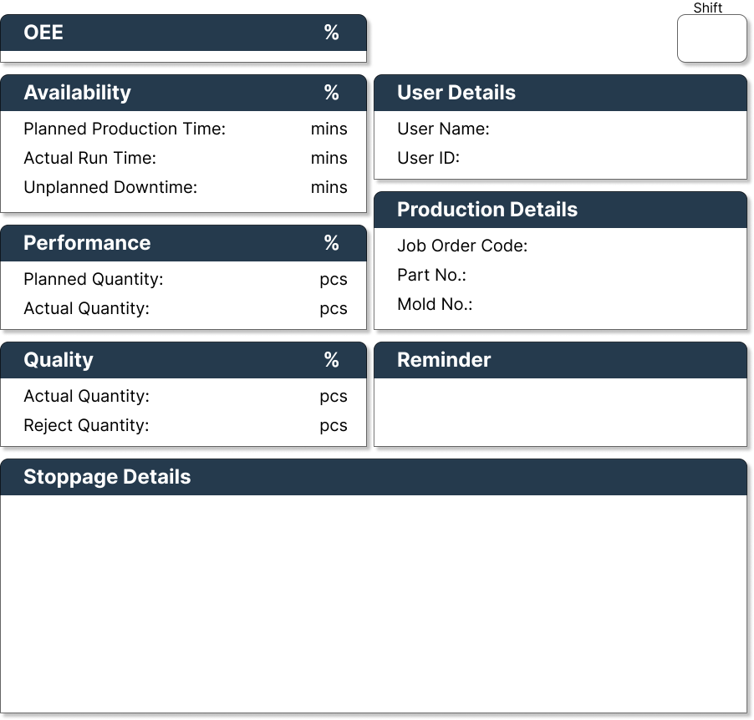 Shift
OEE %
Availability %
Planned Production Time: mins
Actual Run Time: mins
Unplanned Downtime: mins
User Details
User Name:
User ID:
Production Details
Job Order Code:
Part No.:
Mold No.:
Performance %
Planned Quantity: pcs
Actual Quantity: pcs
Quality %
Actual Quantity: pcs
Reject Quantity: pcs
Reminder
Stoppage Details